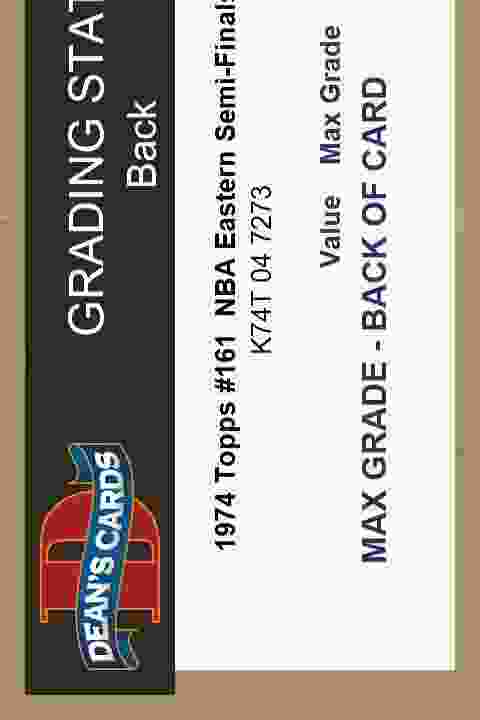 GRADING STAT
Back
DEAN'S CARDS
1974 Topps #161 NBA Eastern Semi-Finals
K74T 04 7273
Value Max Grade
MAX GRADE - BACK OF CARD